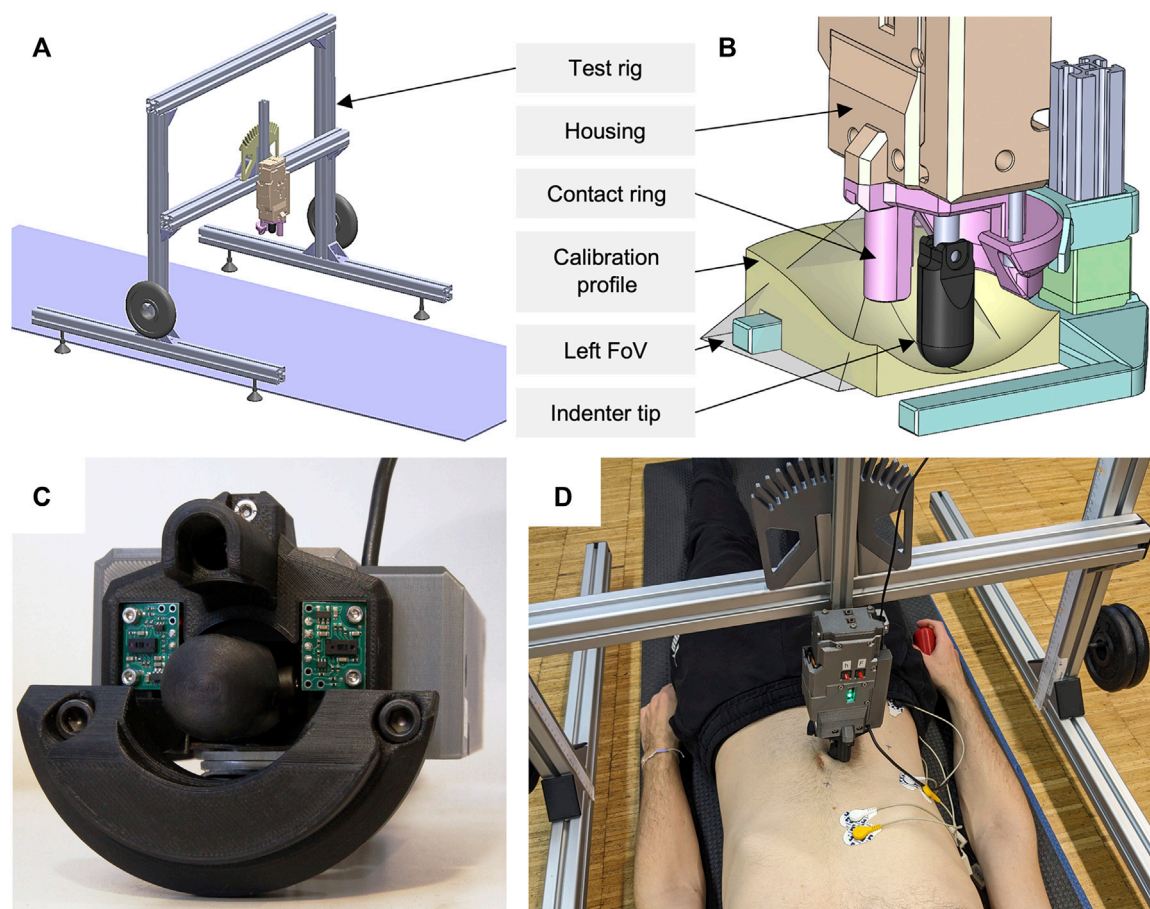 A
B
Test rig
Housing
Contact ring
Calibration
profile
Left FoV
Indenter tip
C
D